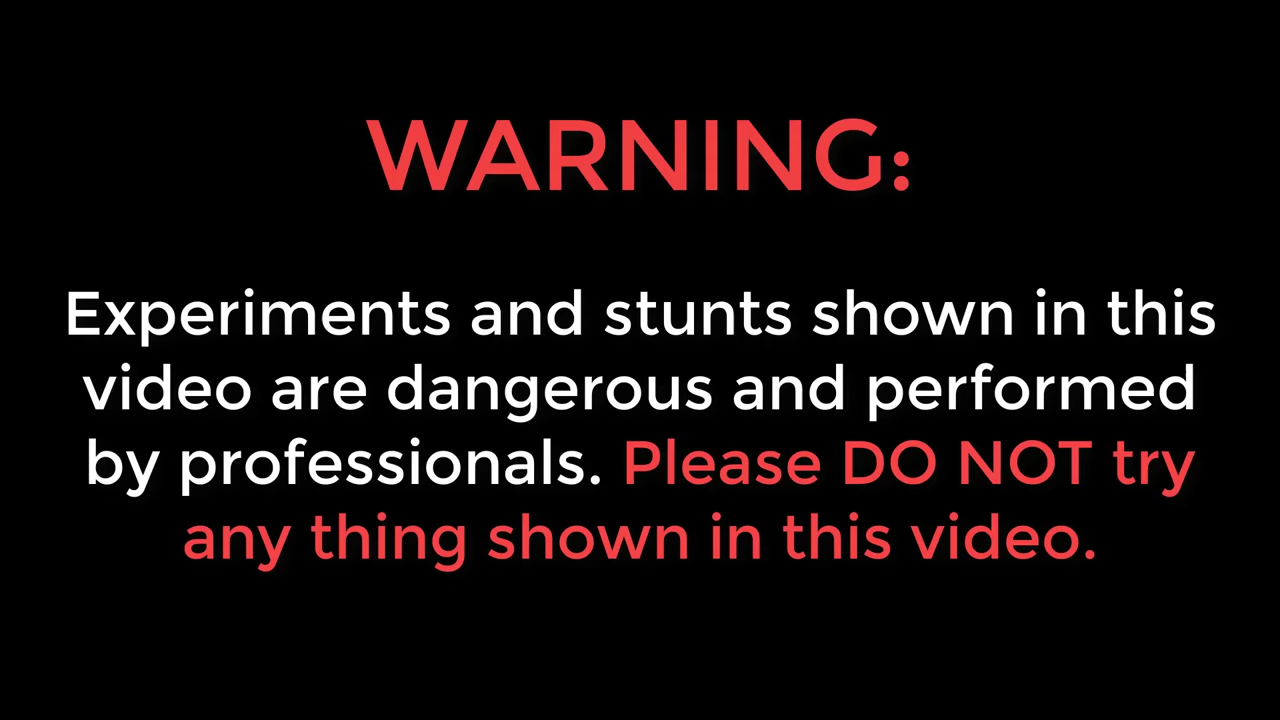 WARNING:
Experiments and stunts shown in this
video are dangerous and performed
by professionals. Please DO NOT try
any thing shown in this video.